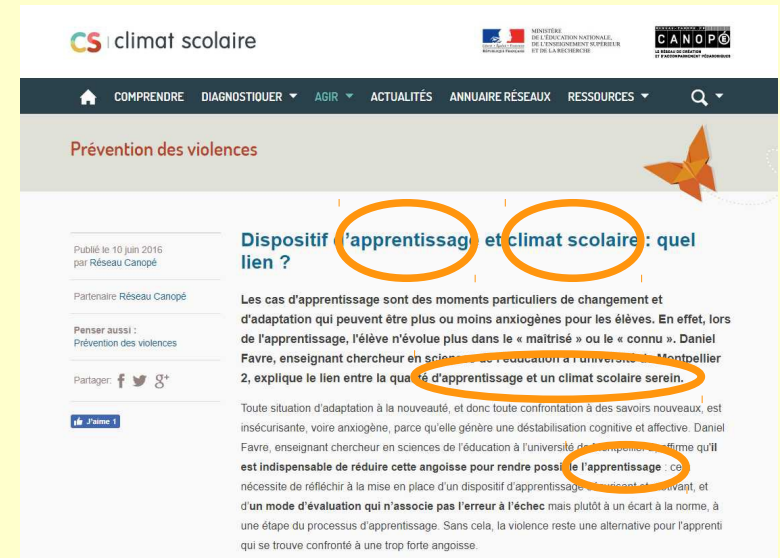 CS climat scolaire
MINISTÈRE
DE L'ÉDUCATION NATIONALE,
DE L'ENSEIGNEMENT SUPÉRIEUR
ET DE LA RECHERCHE
CANOPÉ
COMPRENDRE DIAGNOSTIQUER AGIR ACTUALITÉS ANNUAIRE RÉSEAUX RESSOURCES
Prévention des violences
Publié le 10 juin 2016
par Réseau Canopé
Partenaire Réseau Canopé
Penser aussi :
Prévention des violences
Partager:
J'aime 1
Dispositif d'apprentissage et climat scolaire : quel
lien ?
Les cas d'apprentissage sont des moments particuliers de changement et
d'adaptation qui peuvent être plus ou moins anxiogènes pour les élèves. En effet, lors
de l'apprentissage, l'élève n'évolue plus dans le « maîtrisé » ou le « connu ». Daniel
Favre, enseignant chercheur en sciences de l'éducation à l'université de Montpellier
2, explique le lien entre la qualité d'apprentissage et un climat scolaire serein.
Toute situation d'adaptation à la nouveauté, et donc toute confrontation à des savoirs nouveaux, est
insécurisante, voire anxiogène, parce qu'elle génère une déstabilisation cognitive et affective. Daniel
Favre, enseignant chercheur en sciences de l'éducation à l'université de Montpellier affirme qu'il
est indispensable de réduire cette angoisse pour rendre possible l'apprentissage :
nécessite de réfléchir à la mise en place d'un dispositif d'apprentissage sécurisant et motivant, et
d'un mode d'évaluation qui n'associe pas l'erreur à l'échec mais plutôt à un écart à la norme, à
une étape du processus d'apprentissage. Sans cela, la violence reste une alternative pour l'apprenti
qui se trouve confronté à une trop forte angoisse.